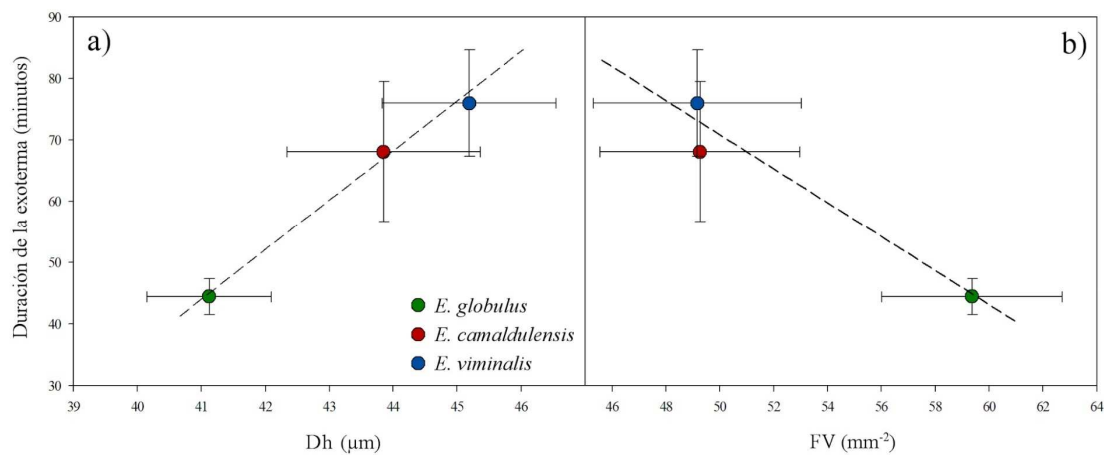 a)
b)
Duración de la exoterma (minutos)
90
80
70
60
50
40
30
E. globulus
E. camaldulensis
E. viminalis
39 40 41 42 43 44 45 46
46 48 50 52 54 56 58 60 62 64
Dh (µm)
FV (mm⁻²)